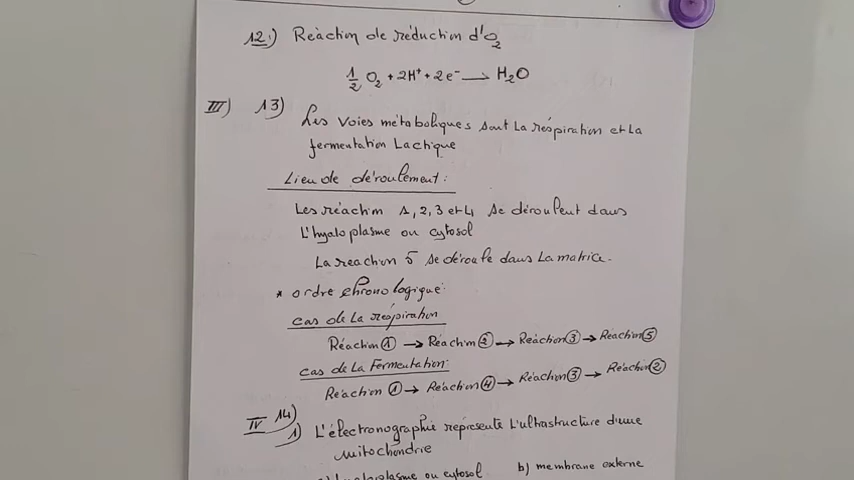 12.) Réaction de réduction d'O₂
1/2 O₂ + 2H⁺ + 2e⁻ → H₂O
III) 13) Les voies métaboliques sont la respiration et la
fermentation Lactique
Lieu de déroulement:
Les réaction 1, 2, 3 et 4 se déroulent dans
L'hyaloplasme ou cytosol
La reaction 5 se déroule dans La matrice.
* ordre chronologique:
cas de La respiration
Réaction ① → Réaction ② → Réaction ③ → Réaction ⑤
cas de La Fermentation:
Réaction ① → Réaction ④ → Réaction ③ → Réaction ②
IV 14)
1) L'électronographie représente L'ultrastructure d'une
mitochondrie
hyaloplasme ou cytosol b) membrane externe